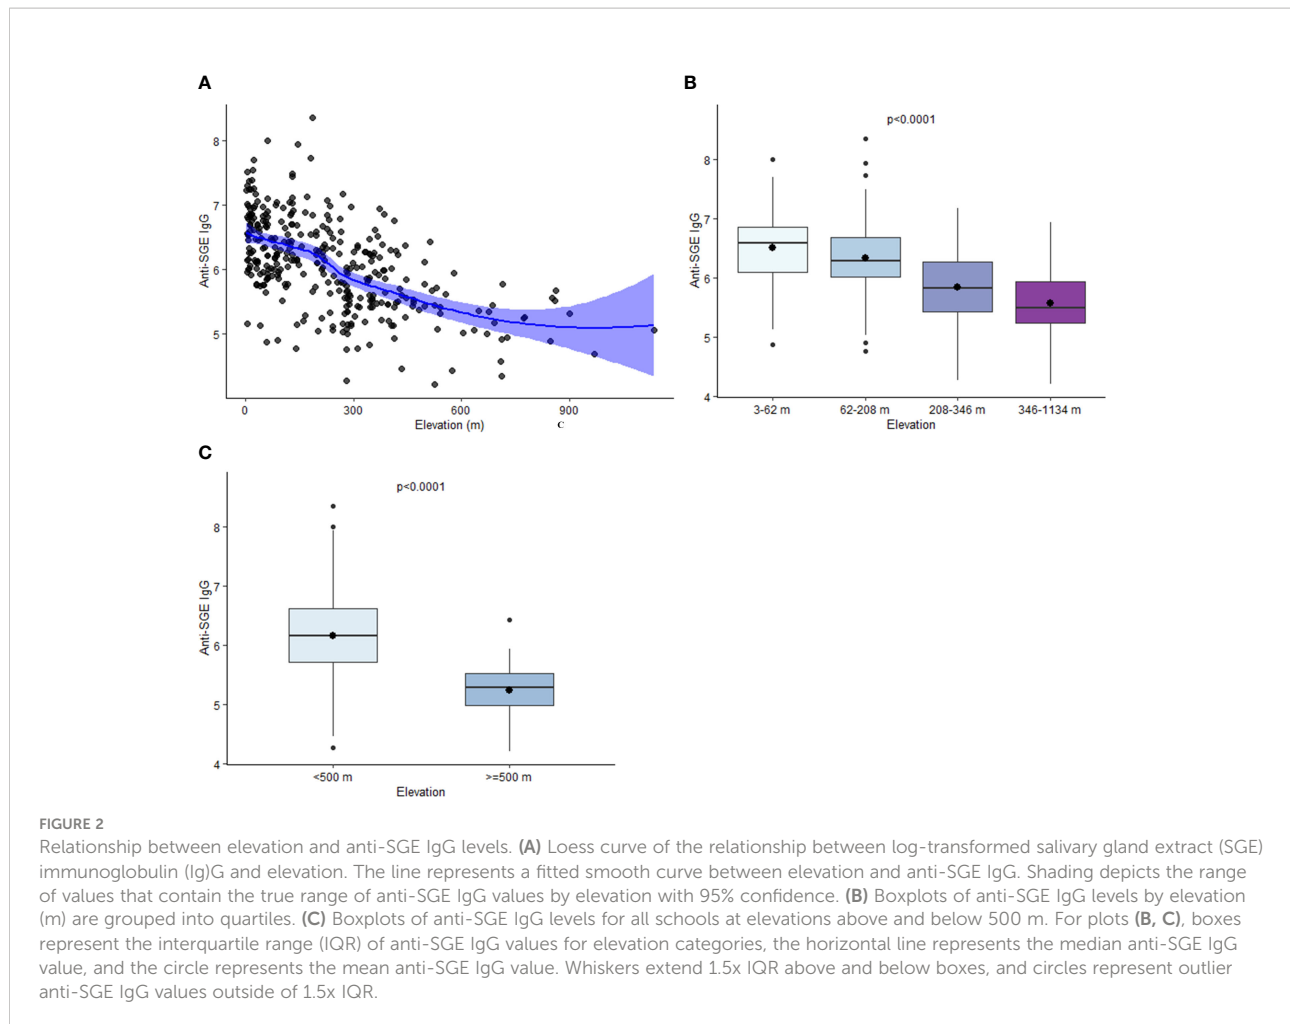 A
Anti-SGE IgG
8
7
6
5
0
300
600
900
Elevation (m)
C
B
p<0.0001
Anti-SGE IgG
8
7
6
5
4
3-62 m
62-208 m
208-346 m
346-1134 m
Elevation
C
p<0.0001
Anti-SGE IgG
8
7
6
5
4
<500 m
>=500 m
Elevation
FIGURE 2
Relationship between elevation and anti-SGE IgG levels. (A) Loess curve of the relationship between log-transformed salivary gland extract (SGE)
immunoglobulin (Ig)G and elevation. The line represents a fitted smooth curve between elevation and anti-SGE IgG. Shading depicts the range
of values that contain the true range of anti-SGE IgG values by elevation with 95% confidence. (B) Boxplots of anti-SGE IgG levels by elevation
(m) are grouped into quartiles. (C) Boxplots of anti-SGE IgG levels for all schools at elevations above and below 500 m. For plots (B, C), boxes
represent the interquartile range (IQR) of anti-SGE IgG values for elevation categories, the horizontal line represents the median anti-SGE IgG
value, and the circle represents the mean anti-SGE IgG value. Whiskers extend 1.5x IQR above and below boxes, and circles represent outlier
anti-SGE IgG values outside of 1.5x IQR.